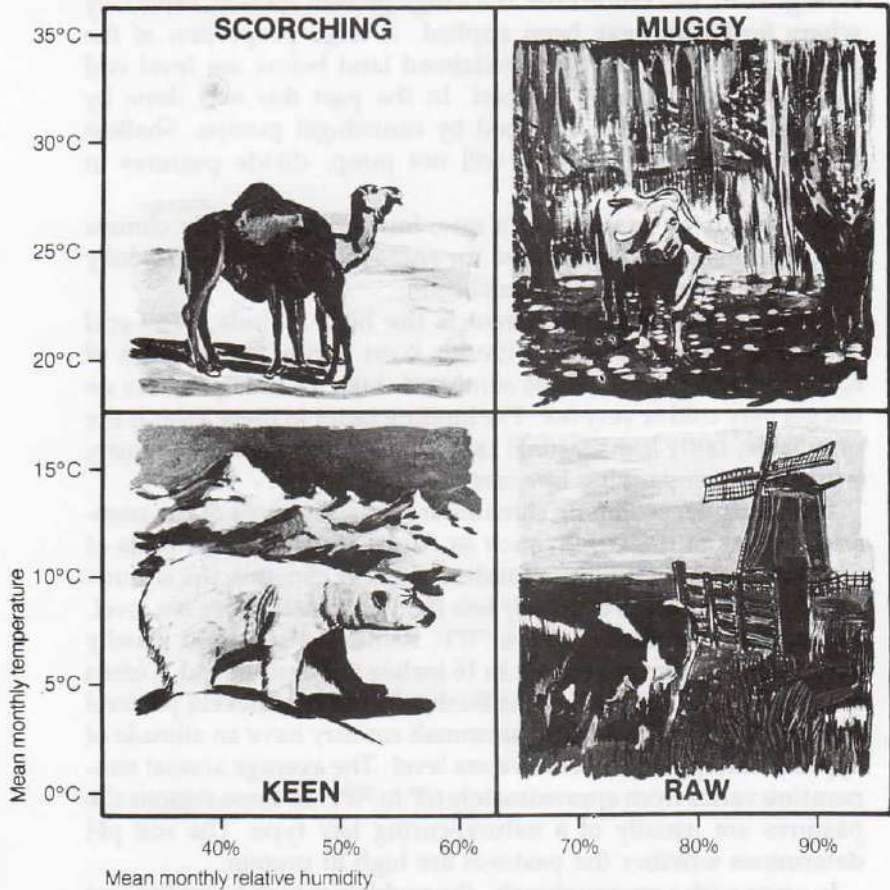 SCORCHING
MUGGY
35°C
30°C
25°C
20°C
15°C
10°C
5°C
0°C
Mean monthly temperature
KEEN
RAW
40%
50%
60%
70%
80%
90%
Mean monthly relative humidity